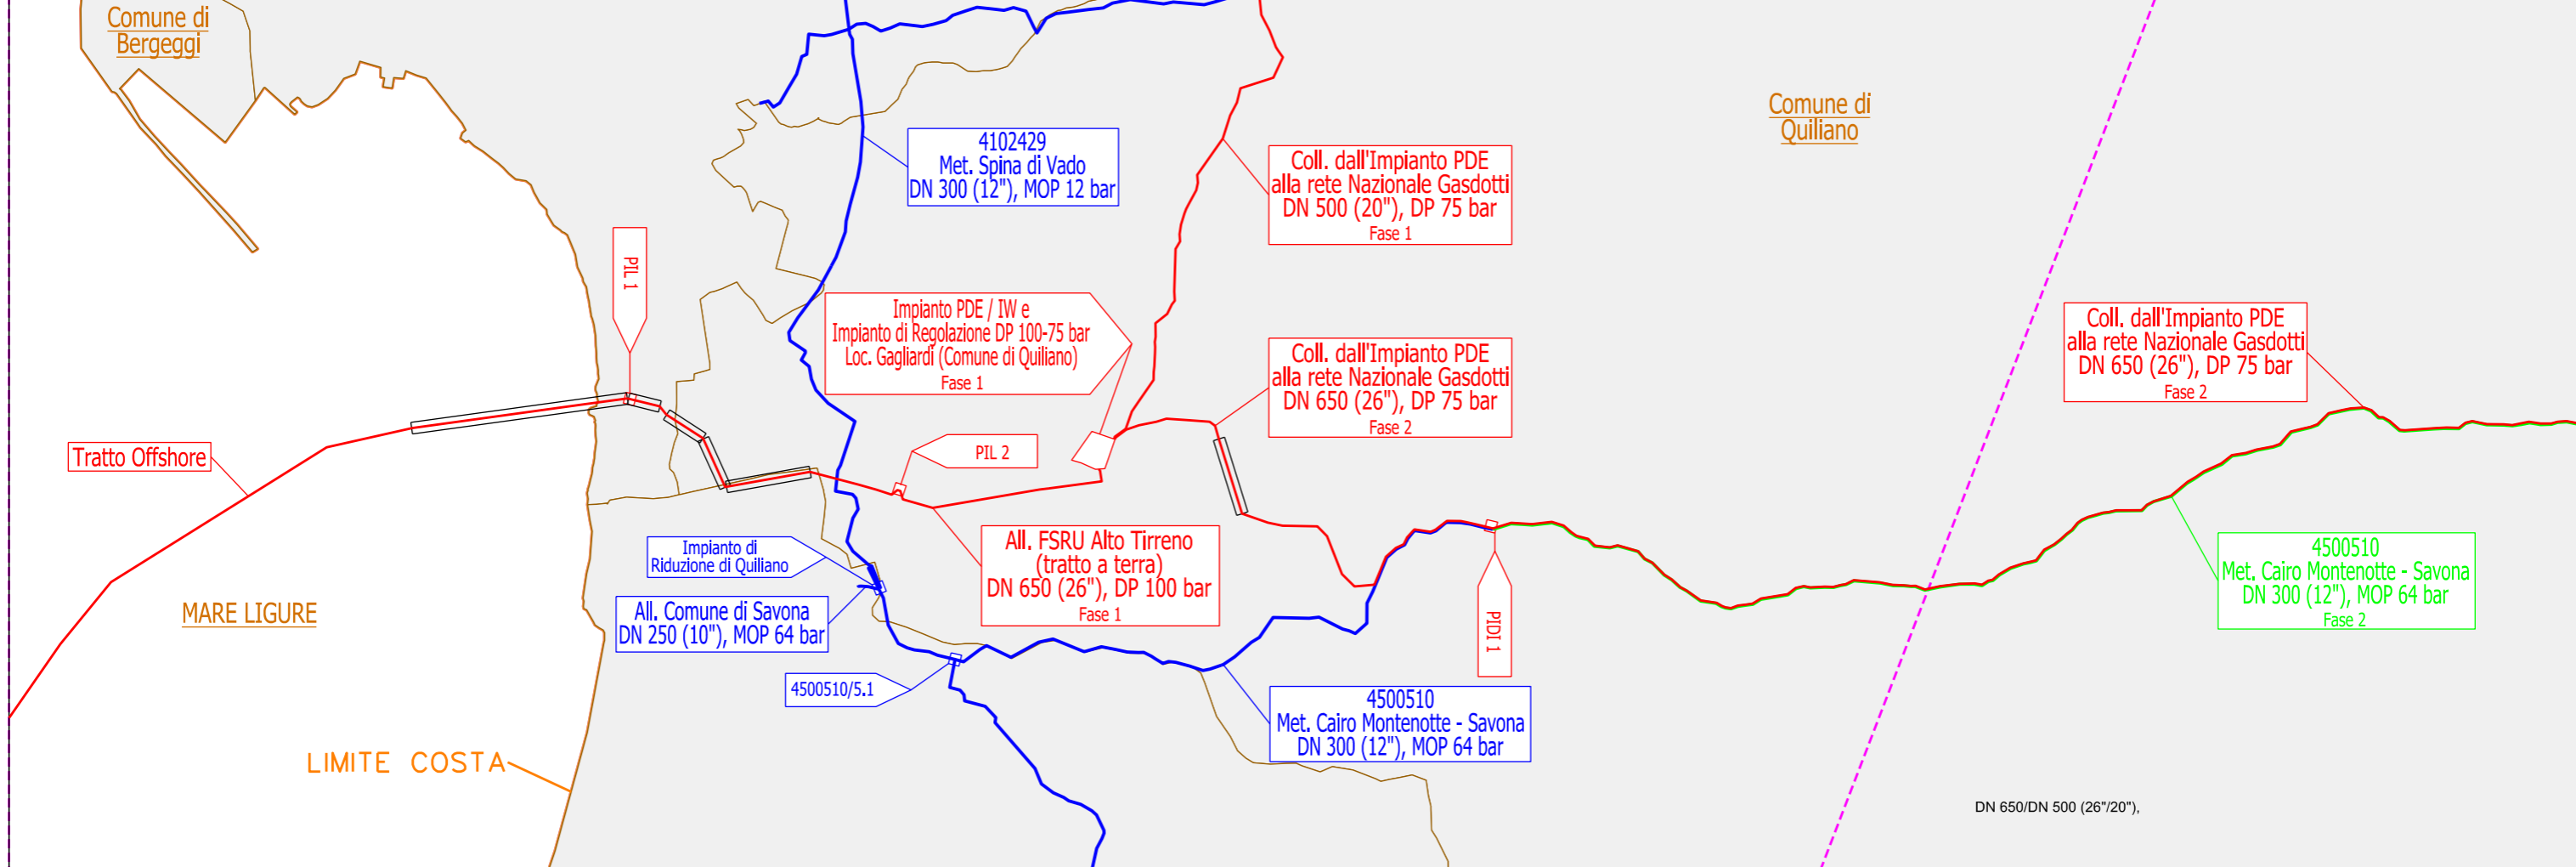 Comune di
Bergeggi
4102429
Met. Spina di Vado
DN 300 (12"), MOP 12 bar
Coll. dall'Impianto PDE
alla rete Nazionale Gasdotti
DN 500 (20"), DP 75 bar
Fase 1
Comune di
Quiliano
PIL 1
Impianto PDE / IW e
Impianto di Regolazione DP 100-75 bar
Loc. Gagliardi (Comune di Quiliano)
Fase 1
Coll. dall'Impianto PDE
alla rete Nazionale Gasdotti
DN 650 (26"), DP 75 bar
Fase 2
Coll. dall'Impianto PDE
alla rete Nazionale Gasdotti
DN 650 (26"), DP 75 bar
Fase 2
Tratto Offshore
PIL 2
All. FSRU Alto Tirreno
(tratto a terra)
DN 650 (26"), DP 100 bar
Fase 1
Impianto di
Riduzione di Quiliano
All. Comune di Savona
DN 250 (10"), MOP 64 bar
MARE LIGURE
4500510/5.1
PIDI 1
4500510
Met. Cairo Montenotte - Savona
DN 300 (12"), MOP 64 bar
Fase 2
4500510
Met. Cairo Montenotte - Savona
DN 300 (12"), MOP 64 bar
LIMITE COSTA
DN 650/DN 500 (26"/20"),